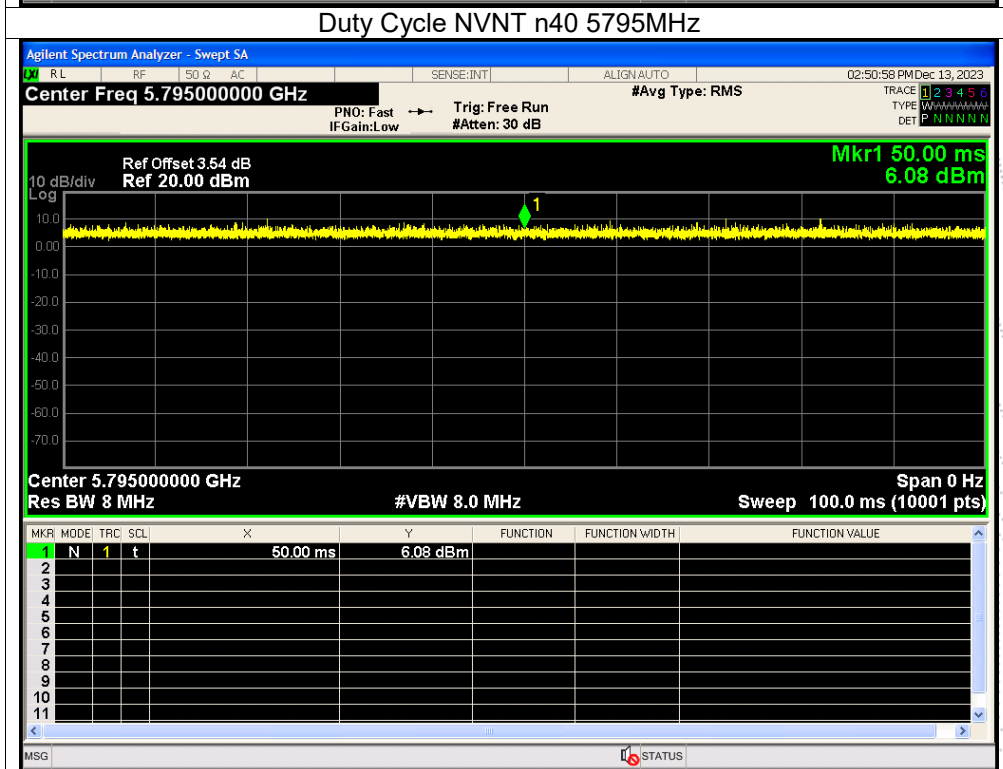 Duty Cycle NVNT n40 5795MHz
Agilent Spectrum Analyzer - Swept SA
LXI RL RF 50 Ω AC SENSE:INT ALIGN AUTO 02:50:58 PM Dec 13, 2023
Center Freq 5.795000000 GHz #Avg Type: RMS TRACE 1 2 3 4 5 6
PNO: Fast Trig: Free Run TYPE WWWWWW
IFGain:Low #Atten: 30 dB DET P N N N N N
Mkr1 50.00 ms
6.08 dBm
Ref Offset 3.54 dB
10 dB/div Ref 20.00 dBm
Log
1
10.0
0.00
-10.0
-20.0
-30.0
-40.0
-50.0
-60.0
-70.0
Center 5.795000000 GHz Span 0 Hz
Res BW 8 MHz #VBW 8.0 MHz Sweep 100.0 ms (10001 pts)
MKR MODE TRC SCL X Y FUNCTION FUNCTION WIDTH FUNCTION VALUE
1 N 1 t 50.00 ms 6.08 dBm
2
3
4
5
6
7
8
9
10
11
MSG STATUS